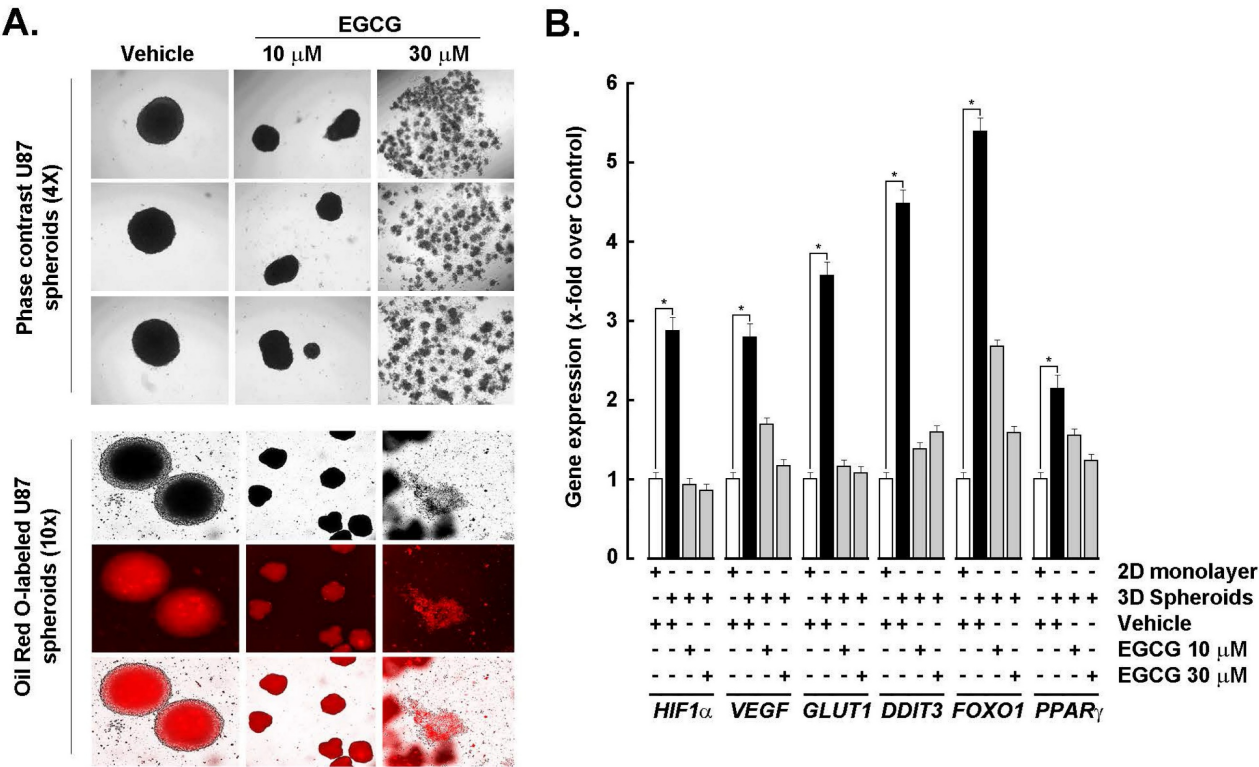 A.
EGCG
Vehicle
10 μM
30 μM
Phase contrast U87
spheroids (4X)
Oil Red O-labeled U87
spheroids (10x)
B.
Gene expression (x-fold over Control)
6
5
4
3
2
1
0
* * * * * *
+ - - - + - - - + - - - + - - - + - - - + - - - 2D monolayer
- + + + - + + + - + + + - + + + - + + + - + + + 3D Spheroids
+ + - - + + - - + + - - + + - - + + - - + + - - Vehicle
- - + - - - + - - - + - - - + - - - + - - - + - EGCG 10 μM
- - - + - - - + - - - + - - - + - - - + - - - + EGCG 30 μM
HIF1α VEGF GLUT1 DDIT3 FOXO1 PPARγ